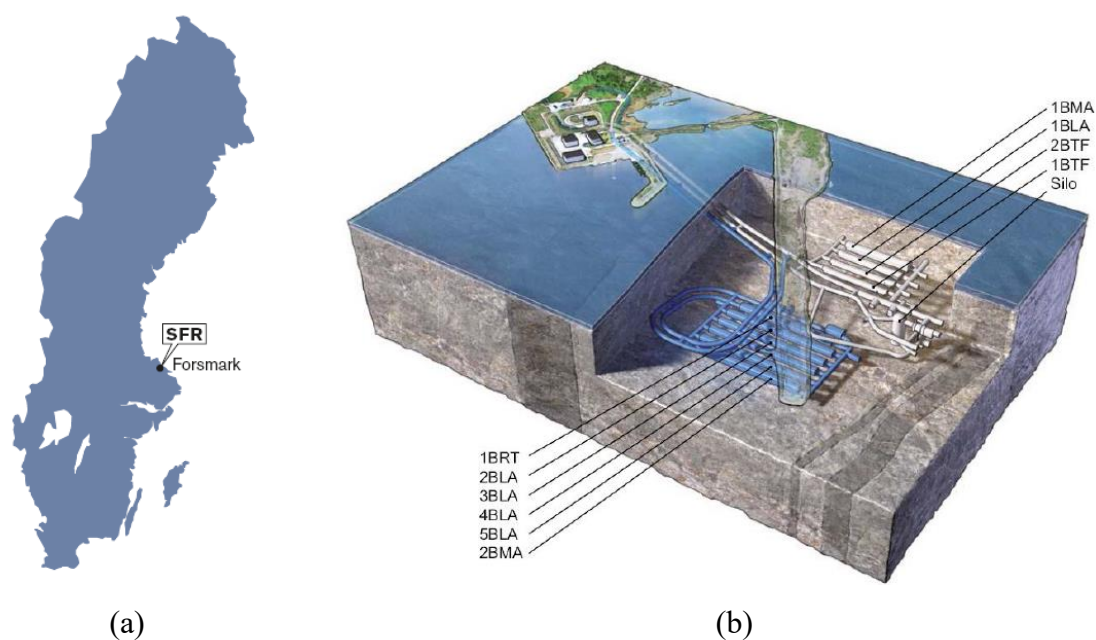 SFR
Forsmark
1BMA
1BLA
2BTF
1BTF
Silo
1BRT
2BLA
3BLA
4BLA
5BLA
2BMA
(a)
(b)